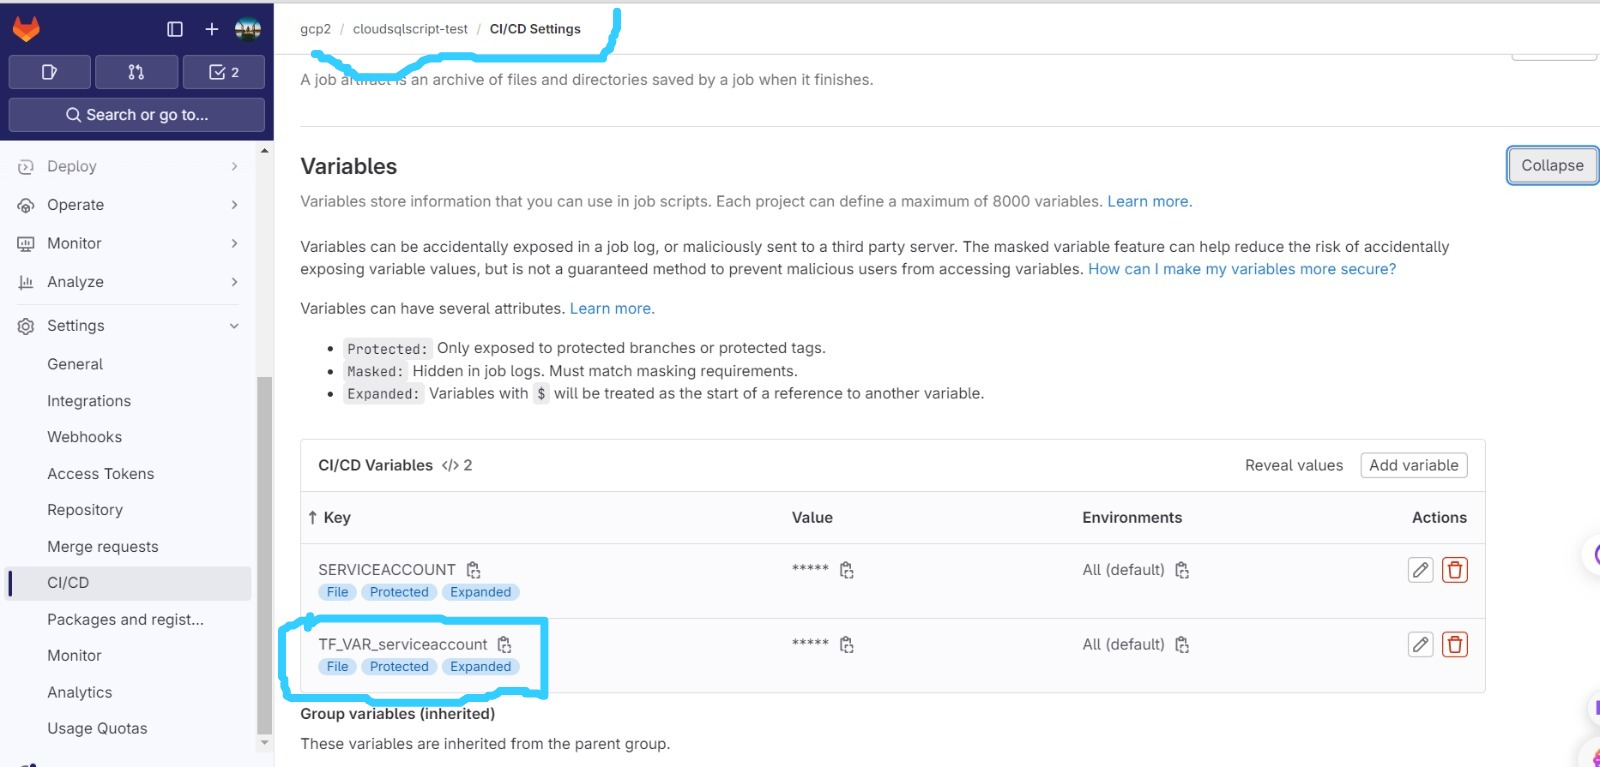 gcp2 / cloudsqlscript-test / CI/CD Settings
2
Search or go to...
Deploy
Operate
Monitor
Analyze
Settings
General
Integrations
Webhooks
Access Tokens
Repository
Merge requests
CI/CD
Packages and regist...
Monitor
Analytics
Usage Quotas
A job artifact is an archive of files and directories saved by a job when it finishes.
Variables
Collapse
Variables store information that you can use in job scripts. Each project can define a maximum of 8000 variables. Learn more.
Variables can be accidentally exposed in a job log, or maliciously sent to a third party server. The masked variable feature can help reduce the risk of accidentally
exposing variable values, but is not a guaranteed method to prevent malicious users from accessing variables. How can I make my variables more secure?
Variables can have several attributes. Learn more.
• Protected: Only exposed to protected branches or protected tags.
• Masked: Hidden in job logs. Must match masking requirements.
• Expanded: Variables with $ will be treated as the start of a reference to another variable.
CI/CD Variables </> 2 Reveal values Add variable
↑ Key Value Environments Actions
SERVICEACCOUNT ***** All (default)
File Protected Expanded
TF_VAR_serviceaccount ***** All (default)
File Protected Expanded
Group variables (inherited)
These variables are inherited from the parent group.